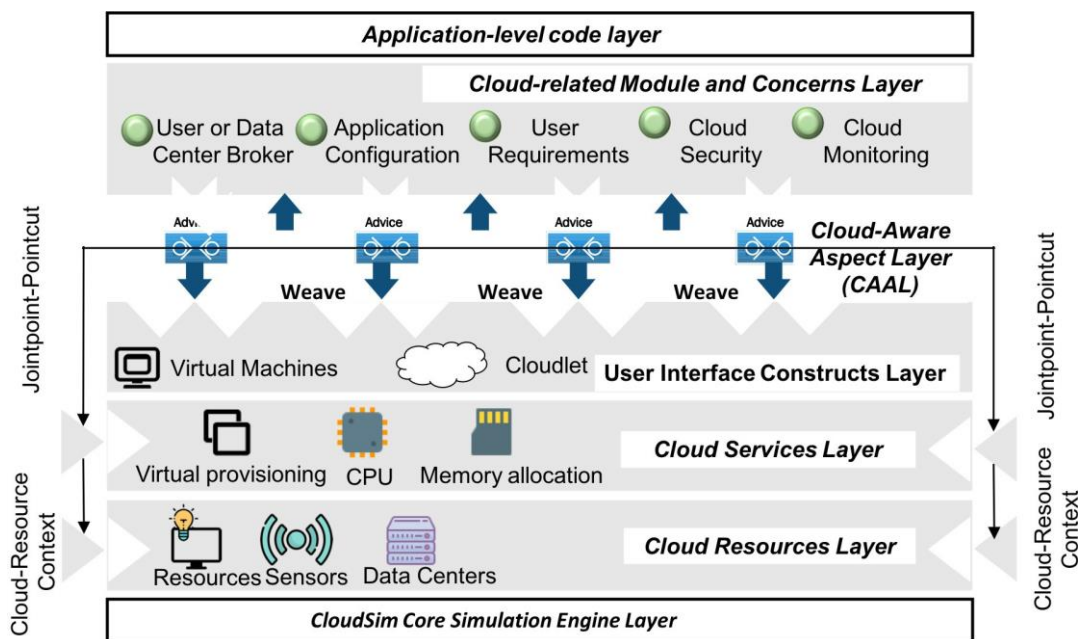 Application-level code layer
Cloud-related Module and Concerns Layer
User or Data
Center Broker
Application
Configuration
User
Requirements
Cloud
Security
Cloud
Monitoring
Advice
Advice
Advice
Cloud-Aware
Aspect Layer
(CAAL)
Weave
Weave
Weave
Jointpoint-Pointcut
Jointpoint-Pointcut
Virtual Machines
Cloudlet
User Interface Constructs Layer
Virtual provisioning
CPU
Memory allocation
Cloud Services Layer
Cloud-Resource
Context
Cloud-Resource
Context
Resources
Sensors
Data Centers
Cloud Resources Layer
CloudSim Core Simulation Engine Layer